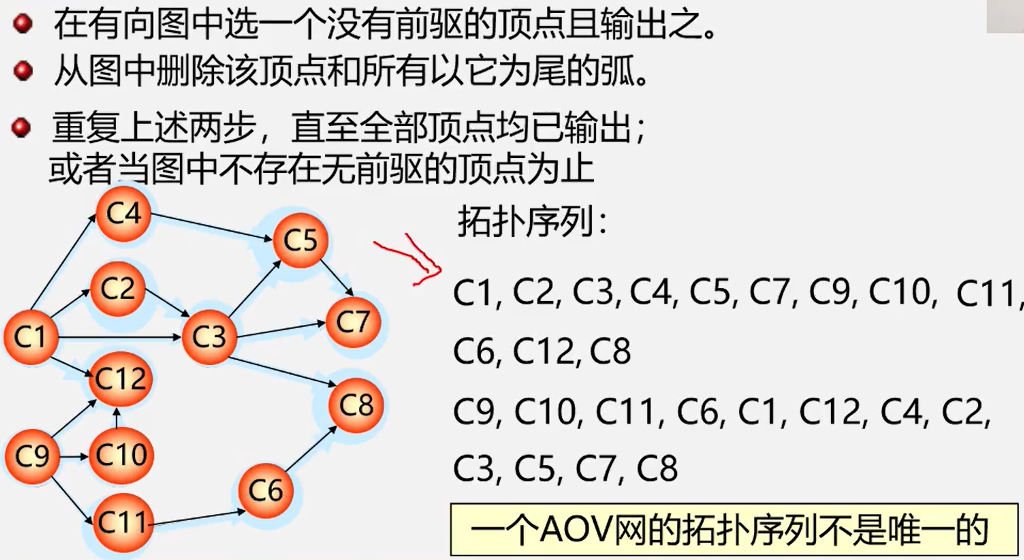 在有向图中选一个没有前驱的顶点且输出之。
从图中删除该顶点和所有以它为尾的弧。
重复上述两步，直至全部顶点均已输出；
或者当图中不存在无前驱的顶点为止
C4
C5
C2
C1
C3
C7
C12
C8
C9
C10
C6
C11
拓扑序列：
C1, C2, C3, C4, C5, C7, C9, C10, C11,
C6, C12, C8
C9, C10, C11, C6, C1, C12, C4, C2,
C3, C5, C7, C8
一个AOV网的拓扑序列不是唯一的